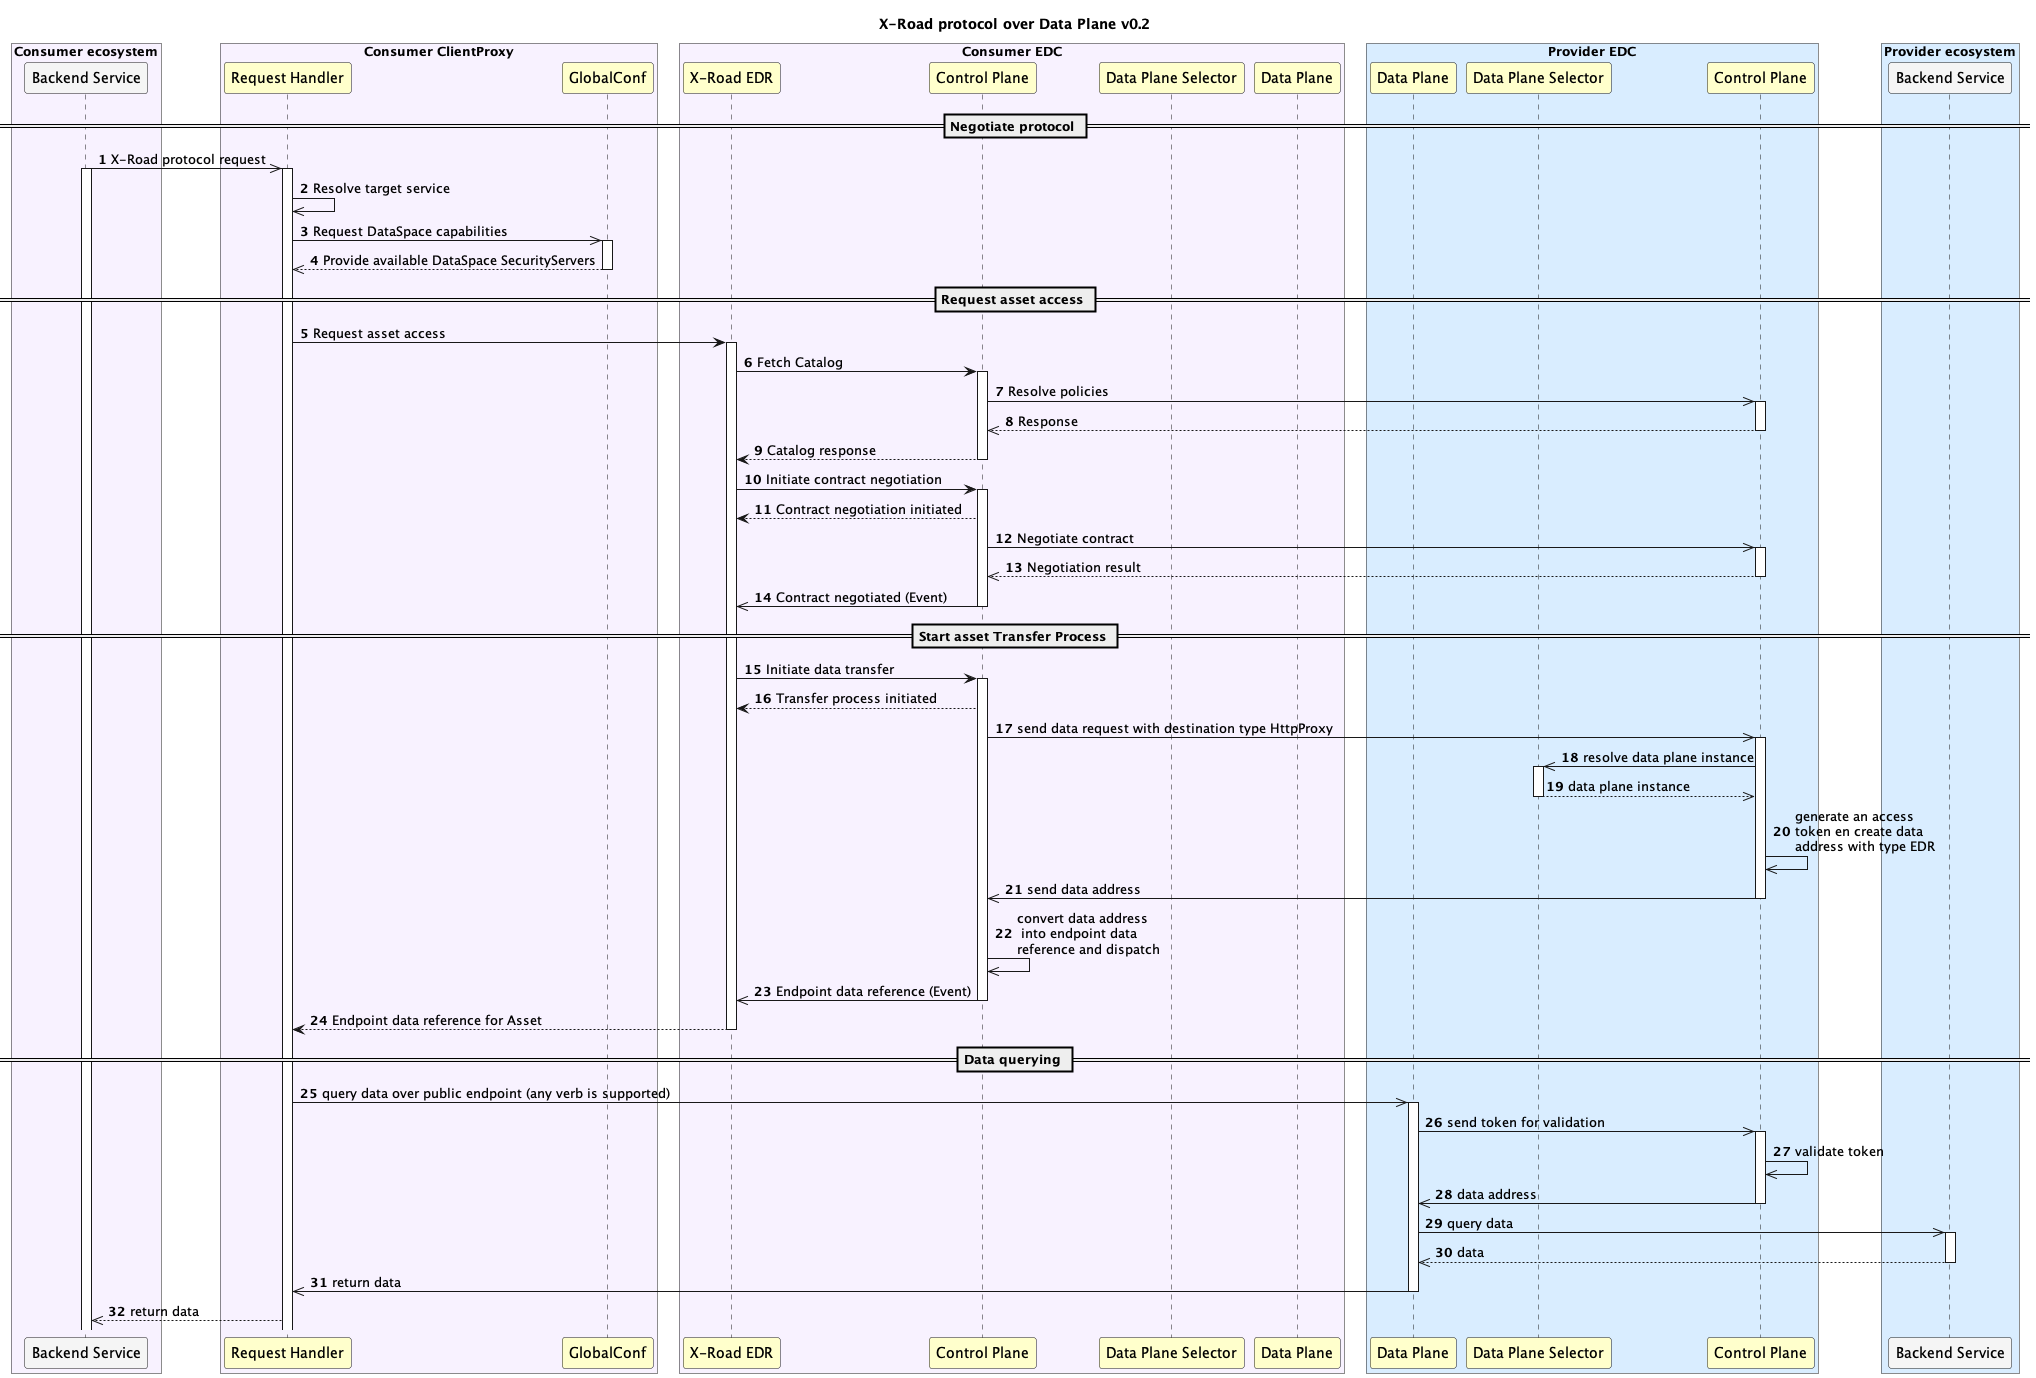 X-Road protocol over Data Plane v0.2
Consumer ecosystem
Consumer ClientProxy
Consumer EDC
Provider EDC
Provider ecosystem
Backend Service
Request Handler
GlobalConf
X-Road EDR
Control Plane
Data Plane Selector
Data Plane
Data Plane
Data Plane Selector
Control Plane
Backend Service
Negotiate protocol
1 X-Road protocol request
2 Resolve target service
3 Request DataSpace capabilities
4 Provide available DataSpace SecurityServers
Request asset access
5 Request asset access
6 Fetch Catalog
7 Resolve policies
8 Response
9 Catalog response
10 Initiate contract negotiation
11 Contract negotiation initiated
12 Negotiate contract
13 Negotiation result
14 Contract negotiated (Event)
Start asset Transfer Process
15 Initiate data transfer
16 Transfer process initiated
17 send data request with destination type HttpProxy
18 resolve data plane instance
19 data plane instance
generate an access
20 token en create data
address with type EDR
21 send data address
convert data address
22 into endpoint data
reference and dispatch
23 Endpoint data reference (Event)
24 Endpoint data reference for Asset
Data querying
25 query data over public endpoint (any verb is supported)
26 send token for validation
27 validate token
28 data address
29 query data
30 data
31 return data
32 return data
Backend Service
Request Handler
GlobalConf
X-Road EDR
Control Plane
Data Plane Selector
Data Plane
Data Plane
Data Plane Selector
Control Plane
Backend Service